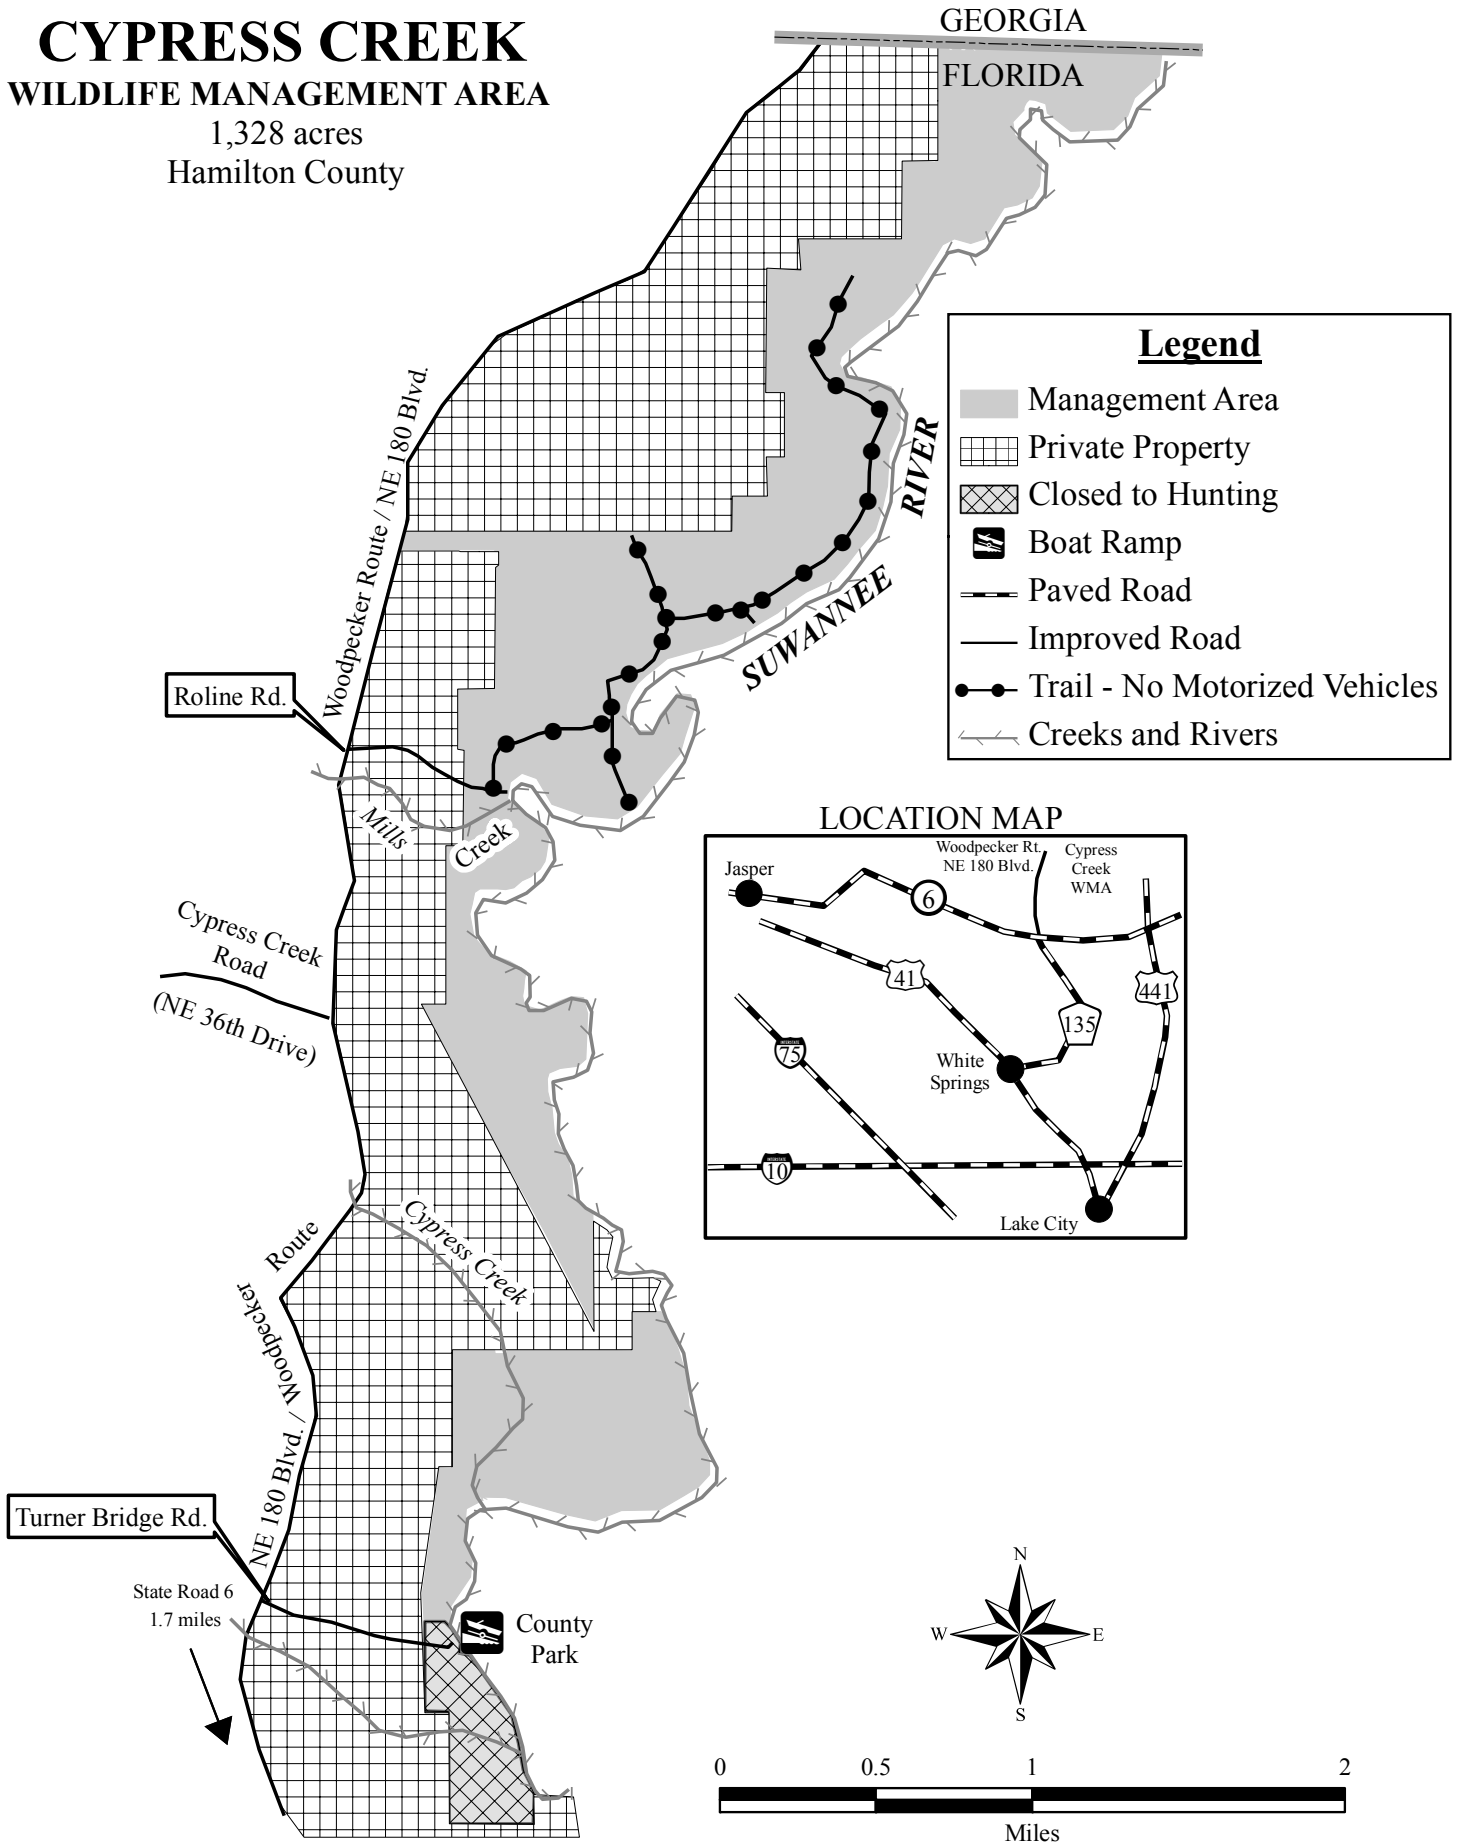 CYPRESS CREEK
WILDLIFE MANAGEMENT AREA
1,328 acres
Hamilton County
GEORGIA
FLORIDA
Legend
Management Area
Private Property
Closed to Hunting
Boat Ramp
Paved Road
Improved Road
Trail - No Motorized Vehicles
Creeks and Rivers
Woodpecker Route / NE 180 Blvd.
SUWANNEE
RIVER
Roline Rd.
Mills
Creek
Cypress Creek
Road
(NE 36th Drive)
LOCATION MAP
Woodpecker Rt.
NE 180 Blvd.
Cypress
Creek
WMA
Jasper
6
41
441
135
INTERSTATE
75
White
Springs
INTERSTATE
10
Lake City
Cypress Creek
NE 180 Blvd. / Woodpecker
Route
Turner Bridge Rd.
State Road 6
1.7 miles
County
Park
N
W
E
S
0
0.5
1
2
Miles